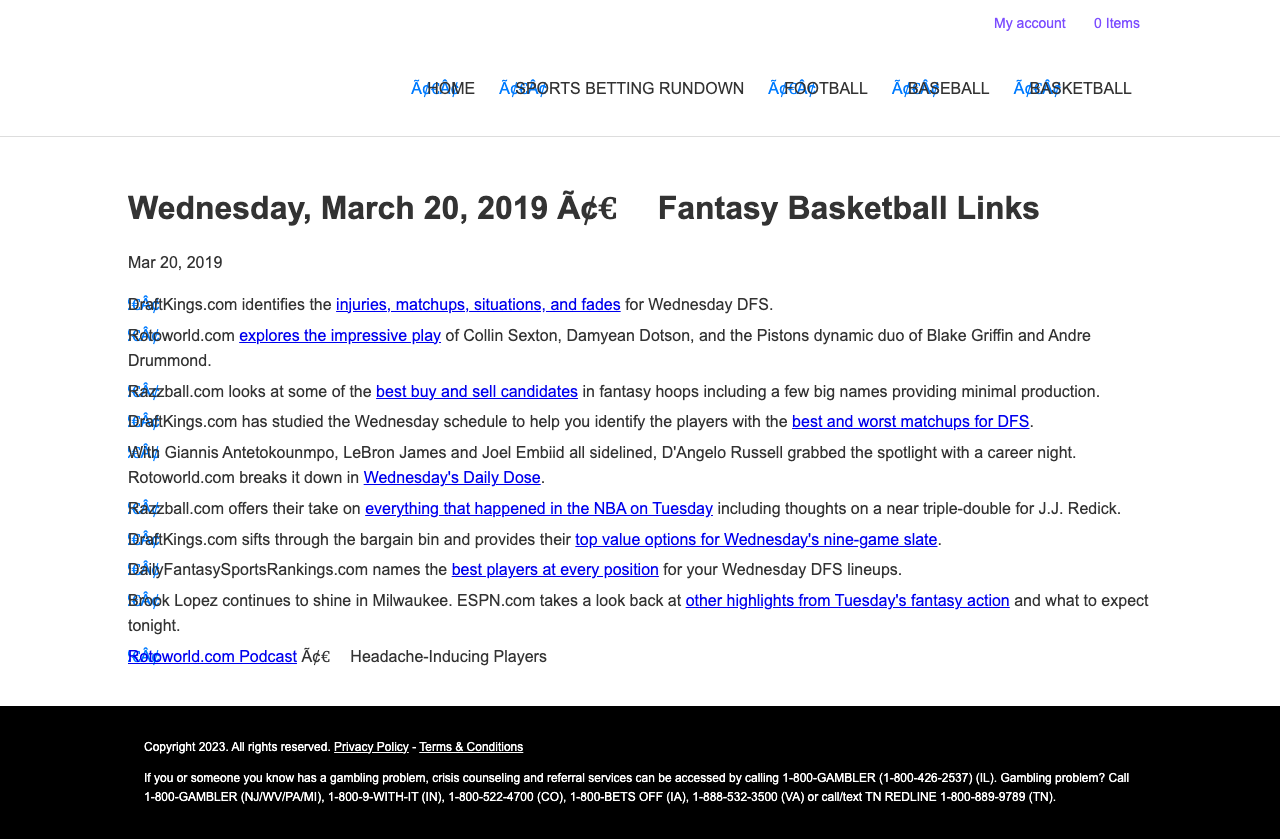 My account 0 Items
HOME SPORTS BETTING RUNDOWN FOOTBALL BASEBALL BASKETBALL
Wednesday, March 20, 2019 Ã¢€ Fantasy Basketball Links
Mar 20, 2019
DraftKings.com identifies the injuries, matchups, situations, and fades for Wednesday DFS.
Rotoworld.com explores the impressive play of Collin Sexton, Damyean Dotson, and the Pistons dynamic duo of Blake Griffin and Andre
Drummond.
Razzball.com looks at some of the best buy and sell candidates in fantasy hoops including a few big names providing minimal production.
DraftKings.com has studied the Wednesday schedule to help you identify the players with the best and worst matchups for DFS.
With Giannis Antetokounmpo, LeBron James and Joel Embiid all sidelined, D'Angelo Russell grabbed the spotlight with a career night.
Rotoworld.com breaks it down in Wednesday's Daily Dose.
Razzball.com offers their take on everything that happened in the NBA on Tuesday including thoughts on a near triple-double for J.J. Redick.
DraftKings.com sifts through the bargain bin and provides their top value options for Wednesday's nine-game slate.
DailyFantasySportsRankings.com names the best players at every position for your Wednesday DFS lineups.
Brook Lopez continues to shine in Milwaukee. ESPN.com takes a look back at other highlights from Tuesday's fantasy action and what to expect
tonight.
Rotoworld.com Podcast Ã¢€ Headache-Inducing Players
Copyright 2023. All rights reserved. Privacy Policy - Terms & Conditions
If you or someone you know has a gambling problem, crisis counseling and referral services can be accessed by calling 1-800-GAMBLER (1-800-426-2537) (IL). Gambling problem? Call
1-800-GAMBLER (NJ/WV/PA/MI), 1-800-9-WITH-IT (IN), 1-800-522-4700 (CO), 1-800-BETS OFF (IA), 1-888-532-3500 (VA) or call/text TN REDLINE 1-800-889-9789 (TN).